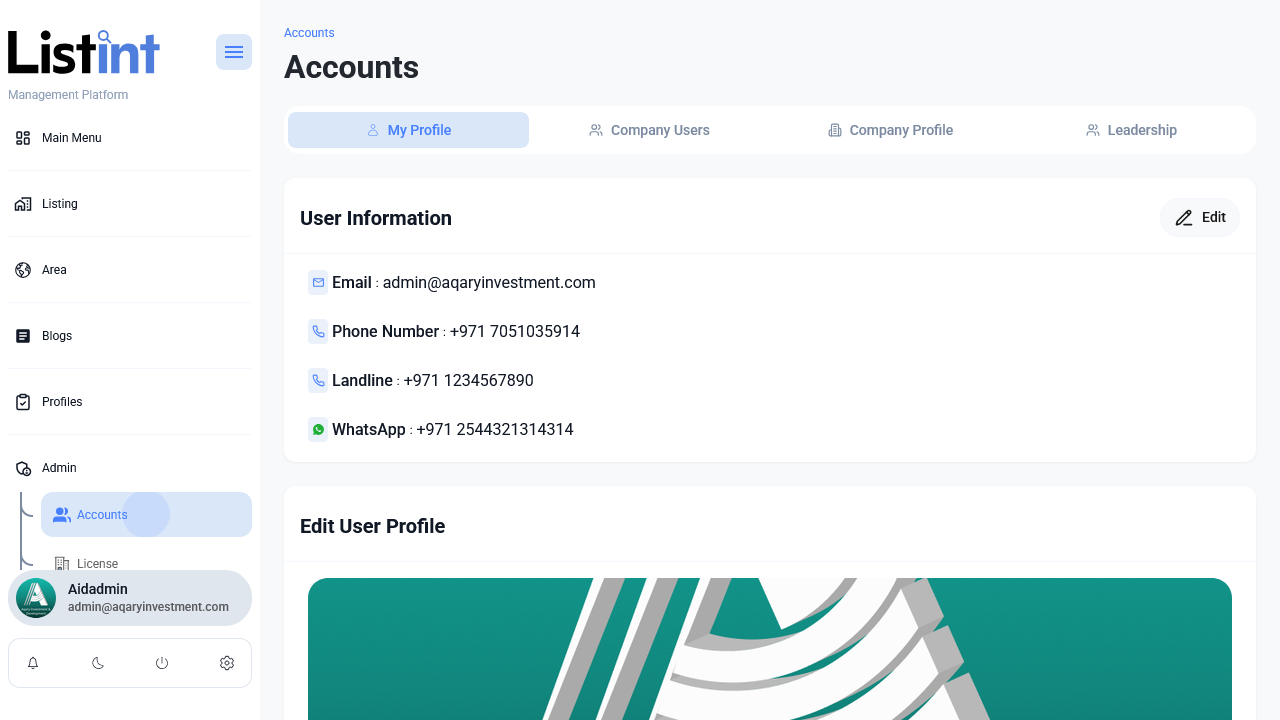 Listint
Management Platform
Main Menu
Listing
Area
Blogs
Profiles
Admin
Accounts
License
Aidadmin
admin@aqaryinvestment.com
Accounts
Accounts
My Profile
Company Users
Company Profile
Leadership
User Information
Edit
Email : admin@aqaryinvestment.com
Phone Number : +971 7051035914
Landline : +971 1234567890
WhatsApp : +971 2544321314314
Edit User Profile